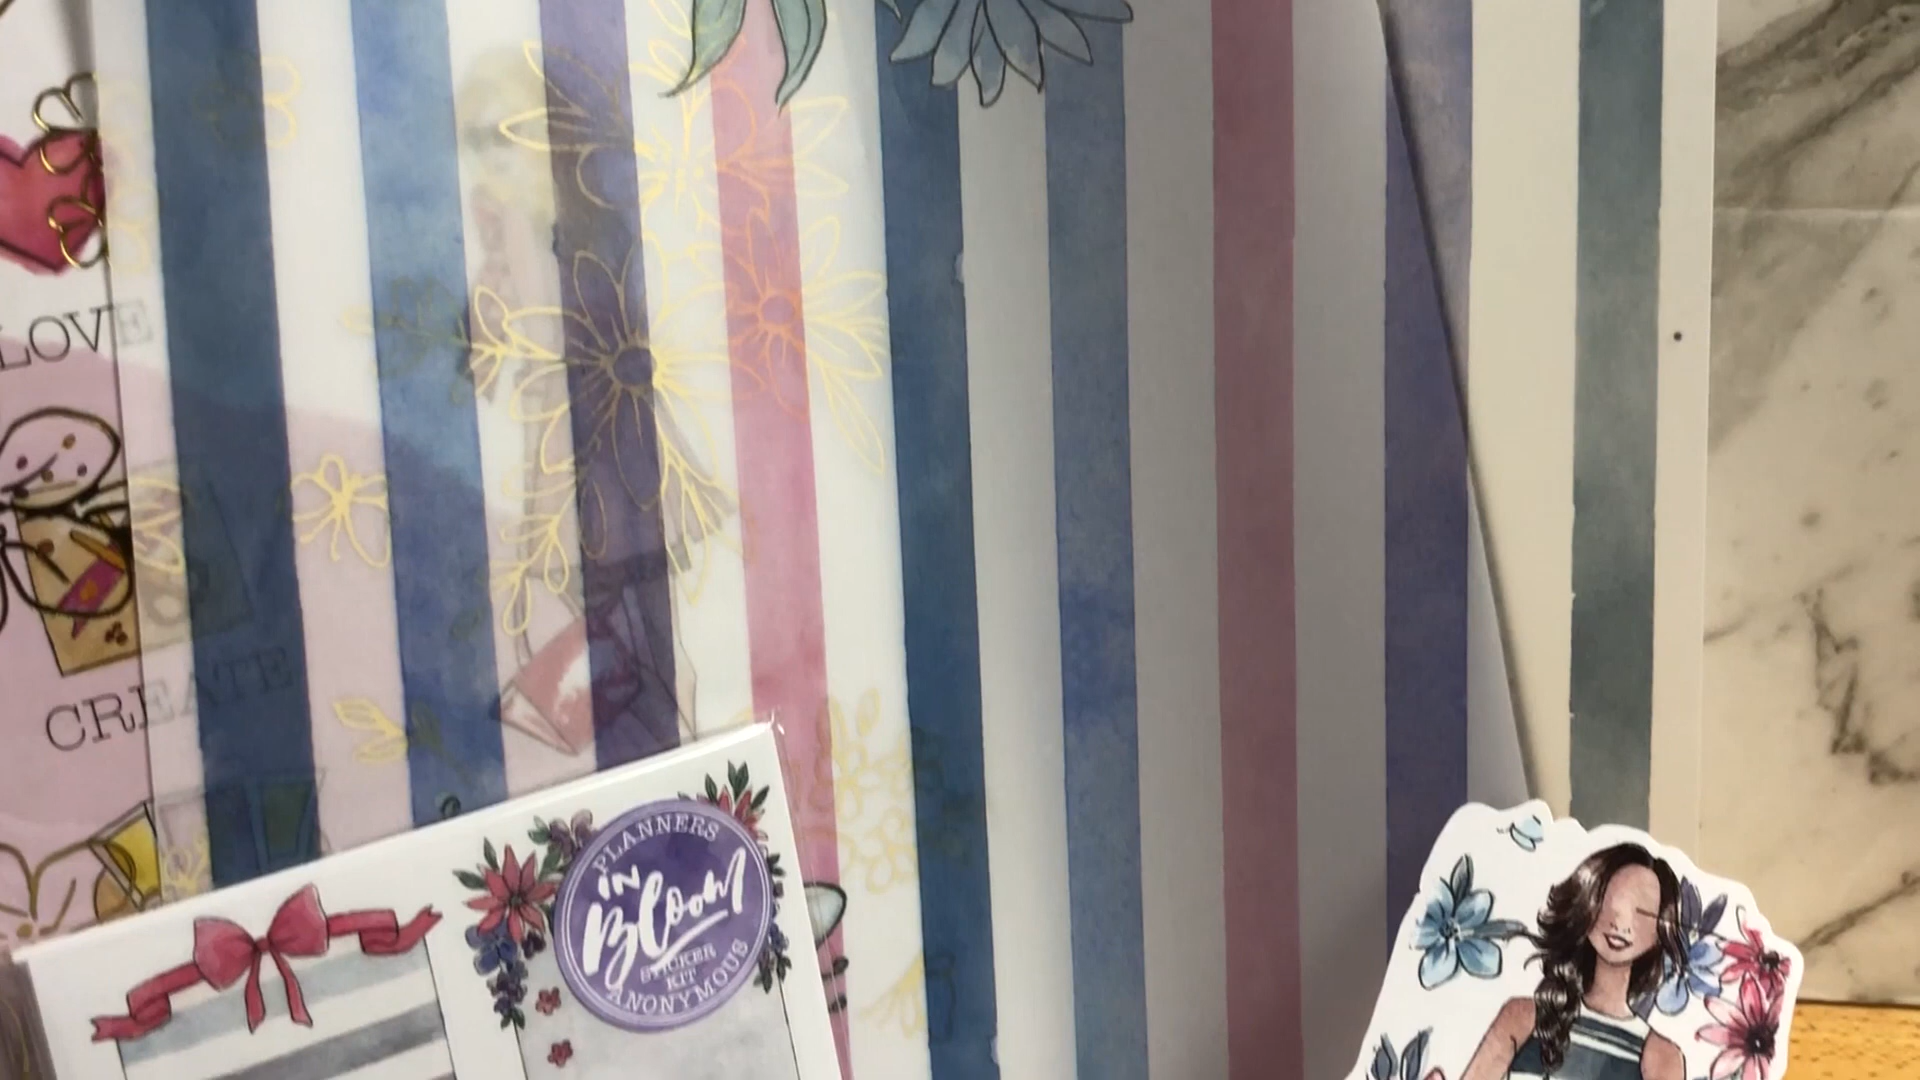 LOVE
CREATE
PLANNERS
IN
Bloom
STICKER
KIT
ANONYMOUS